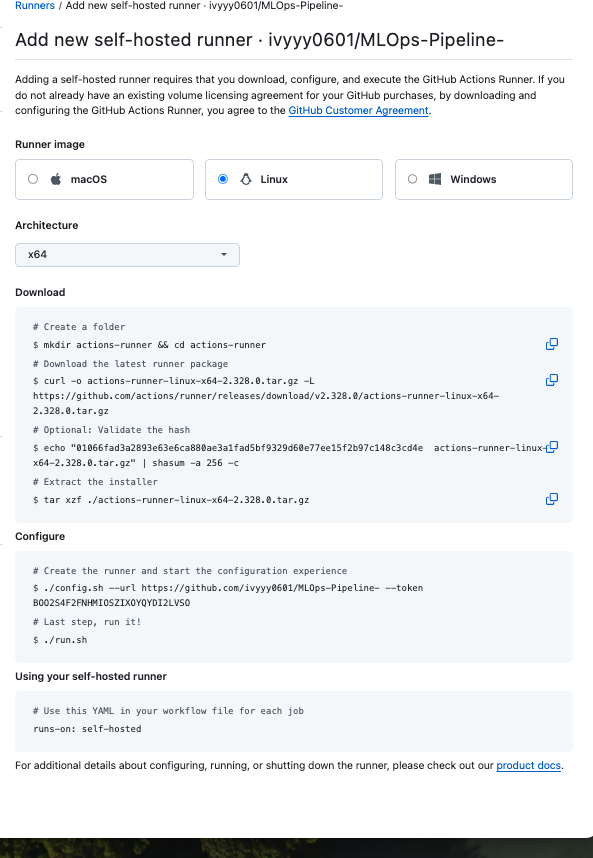 Runners / Add new self-hosted runner · ivyyy0601/MLOps-Pipeline-
Add new self-hosted runner · ivyyy0601/MLOps-Pipeline-
Adding a self-hosted runner requires that you download, configure, and execute the GitHub Actions Runner. If you
do not already have an existing volume licensing agreement for your GitHub purchases, by downloading and
configuring the GitHub Actions Runner, you agree to the GitHub Customer Agreement.
Runner image
macOS
Linux
Windows
Architecture
x64
Download
# Create a folder
$ mkdir actions-runner && cd actions-runner
# Download the latest runner package
$ curl -o actions-runner-linux-x64-2.328.0.tar.gz -L
https://github.com/actions/runner/releases/download/v2.328.0/actions-runner-linux-x64-
2.328.0.tar.gz
# Optional: Validate the hash
$ echo "01066fad3a2893e63e6ca880ae3a1fad5bf9329d60e77ee15f2b97c148c3cd4e  actions-runner-linux-
x64-2.328.0.tar.gz" | shasum -a 256 -c
# Extract the installer
$ tar xzf ./actions-runner-linux-x64-2.328.0.tar.gz
Configure
# Create the runner and start the configuration experience
$ ./config.sh --url https://github.com/ivyyy0601/MLOps-Pipeline- --token
BOO2S4F2FNHMIOSZIXOYQYDI2LVSO
# Last step, run it!
$ ./run.sh
Using your self-hosted runner
# Use this YAML in your workflow file for each job
runs-on: self-hosted
For additional details about configuring, running, or shutting down the runner, please check out our product docs.